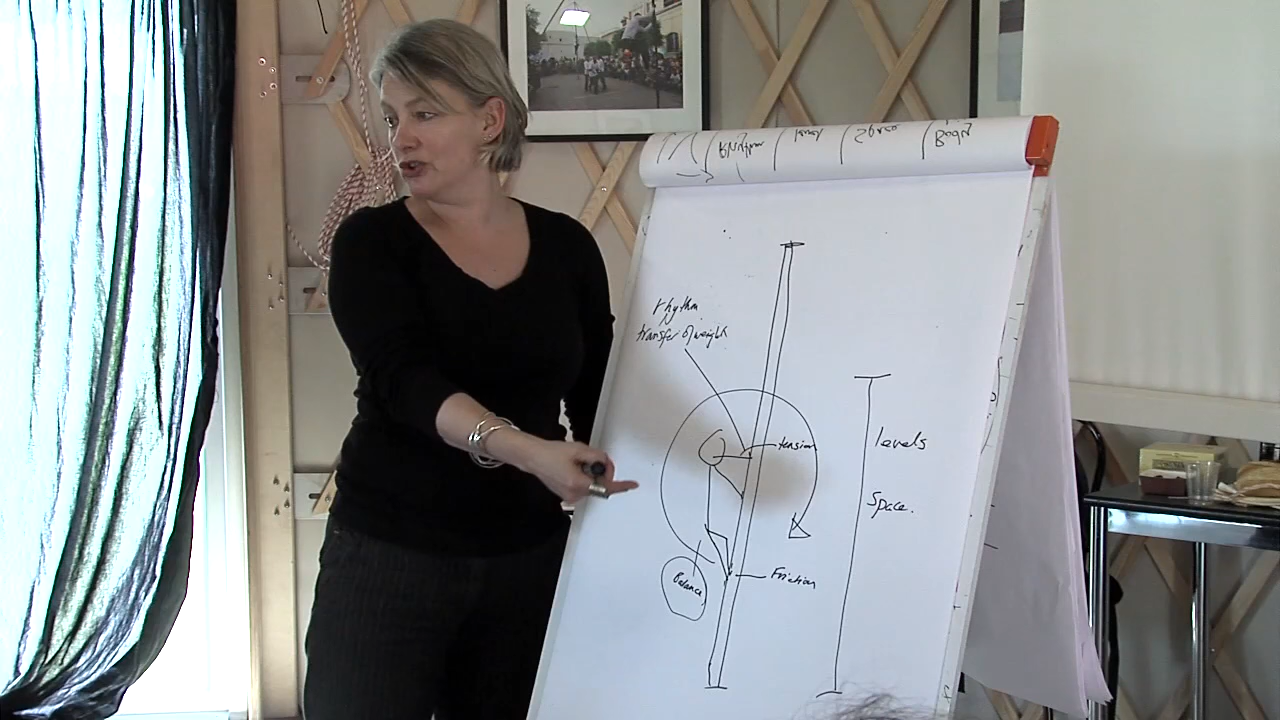 rhythm
transfer of weight
tension
levels
Space.
Balance
Friction